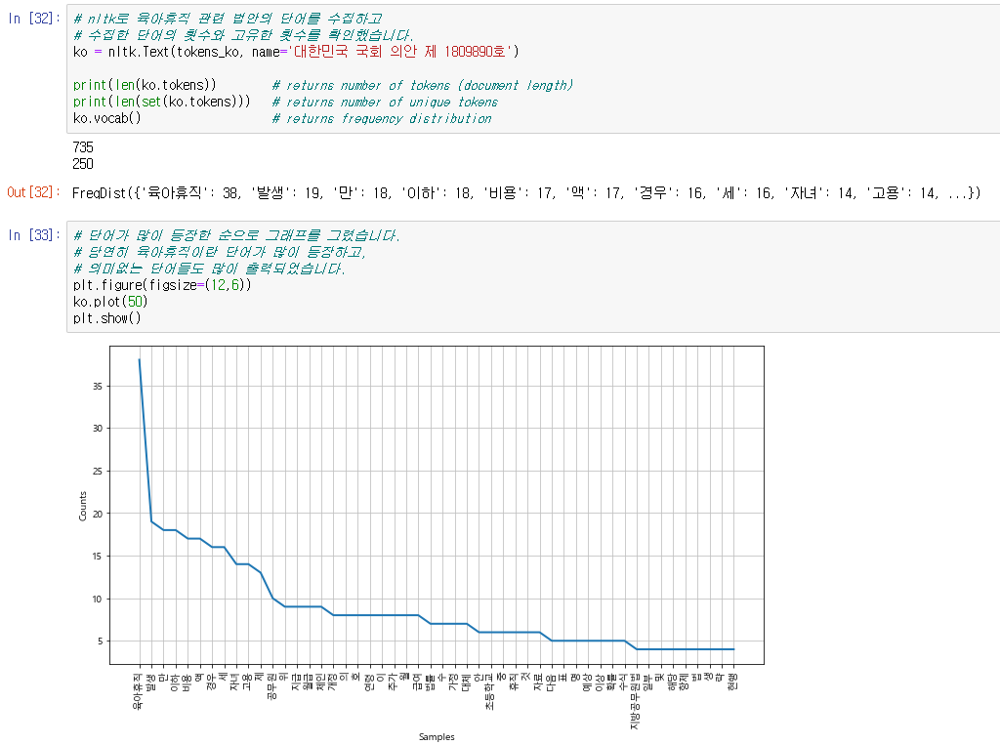 In [32]:
# nltk로 육아휴직 관련 법안의 단어를 수집하고
# 수집한 단어의 횟수와 고유한 횟수를 확인했습니다.
ko = nltk.Text(tokens_ko, name='대한민국 국회 의안 제 1809890호')
print(len(ko.tokens))       # returns number of tokens (document length)
print(len(set(ko.tokens)))   # returns number of unique tokens
ko.vocab()                  # returns frequency distribution
735
250
Out[32]: FreqDist({'육아휴직': 38, '발생': 19, '만': 18, '이하': 18, '비용': 17, '액': 17, '경우': 16, '세': 16, '자녀': 14, '고용': 14, ...})
In [33]:
# 단어가 많이 등장한 순으로 그래프를 그렸습니다.
# 당연히 육아휴직이란 단어가 많이 등장하고,
# 의미없는 단어들도 많이 출력되었습니다.
plt.figure(figsize=(12,6))
ko.plot(50)
plt.show()
35
30
25
20
15
10
5
Counts
육아휴직
발생
만
이하
비용
액
경우
세
자녀
고용
제
공무원
위
지급
월급
체인
개정
의
호
연령
이
추가
월
급여
법률
수
가정
대체
안
초등학교
중
휴직
것
자료
다음
표
명
예상
이상
확률
수식
지방공무원법
일부
및
해당
항제
법
생
략
현행
Samples